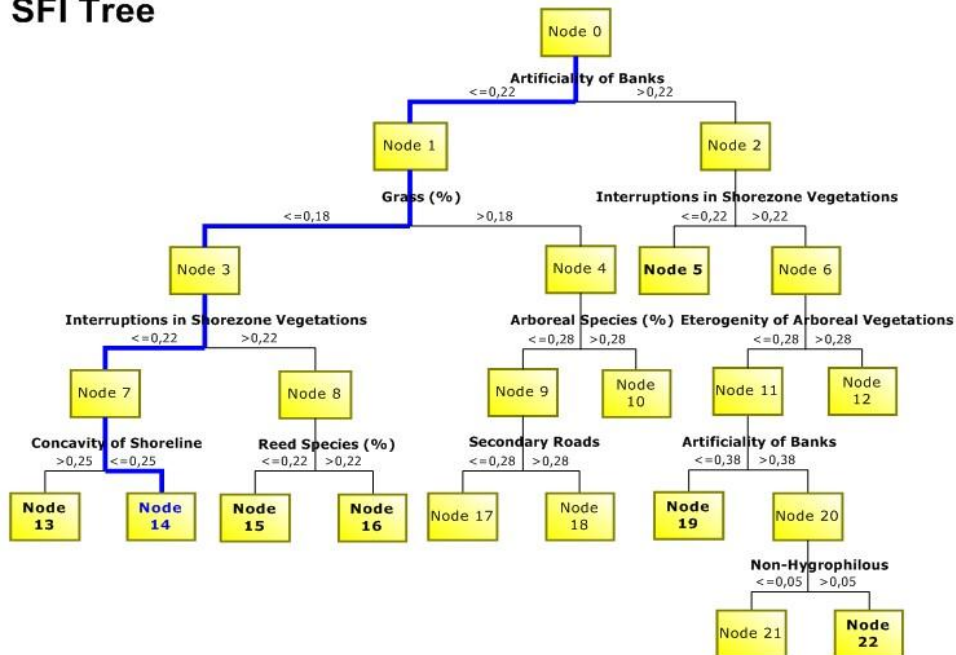 SFI Tree
Node 0
Artificiality of Banks
<=0,22 >0,22
Node 1 Node 2
Grass (%) Interruptions in Shorezone Vegetations
<=0,18 >0,18 <=0,22 >0,22
Node 3 Node 4 Node 5 Node 6
Interruptions in Shorezone Vegetations Arboreal Species (%) Eterogenity of Arboreal Vegetations
<=0,22 >0,22 <=0,28 >0,28 <=0,28 >0,28
Node 7 Node 8 Node 9 Node 10 Node 11 Node 12
Concavity of Shoreline Reed Species (%) Secondary Roads Artificiality of Banks
>0,25 <=0,25 <=0,22 >0,22 <=0,28 >0,28 <=0,38 >0,38
Node 13 Node 14 Node 15 Node 16 Node 17 Node 18 Node 19 Node 20
Non-Hygrophilous
<=0,05 >0,05
Node 21 Node 22